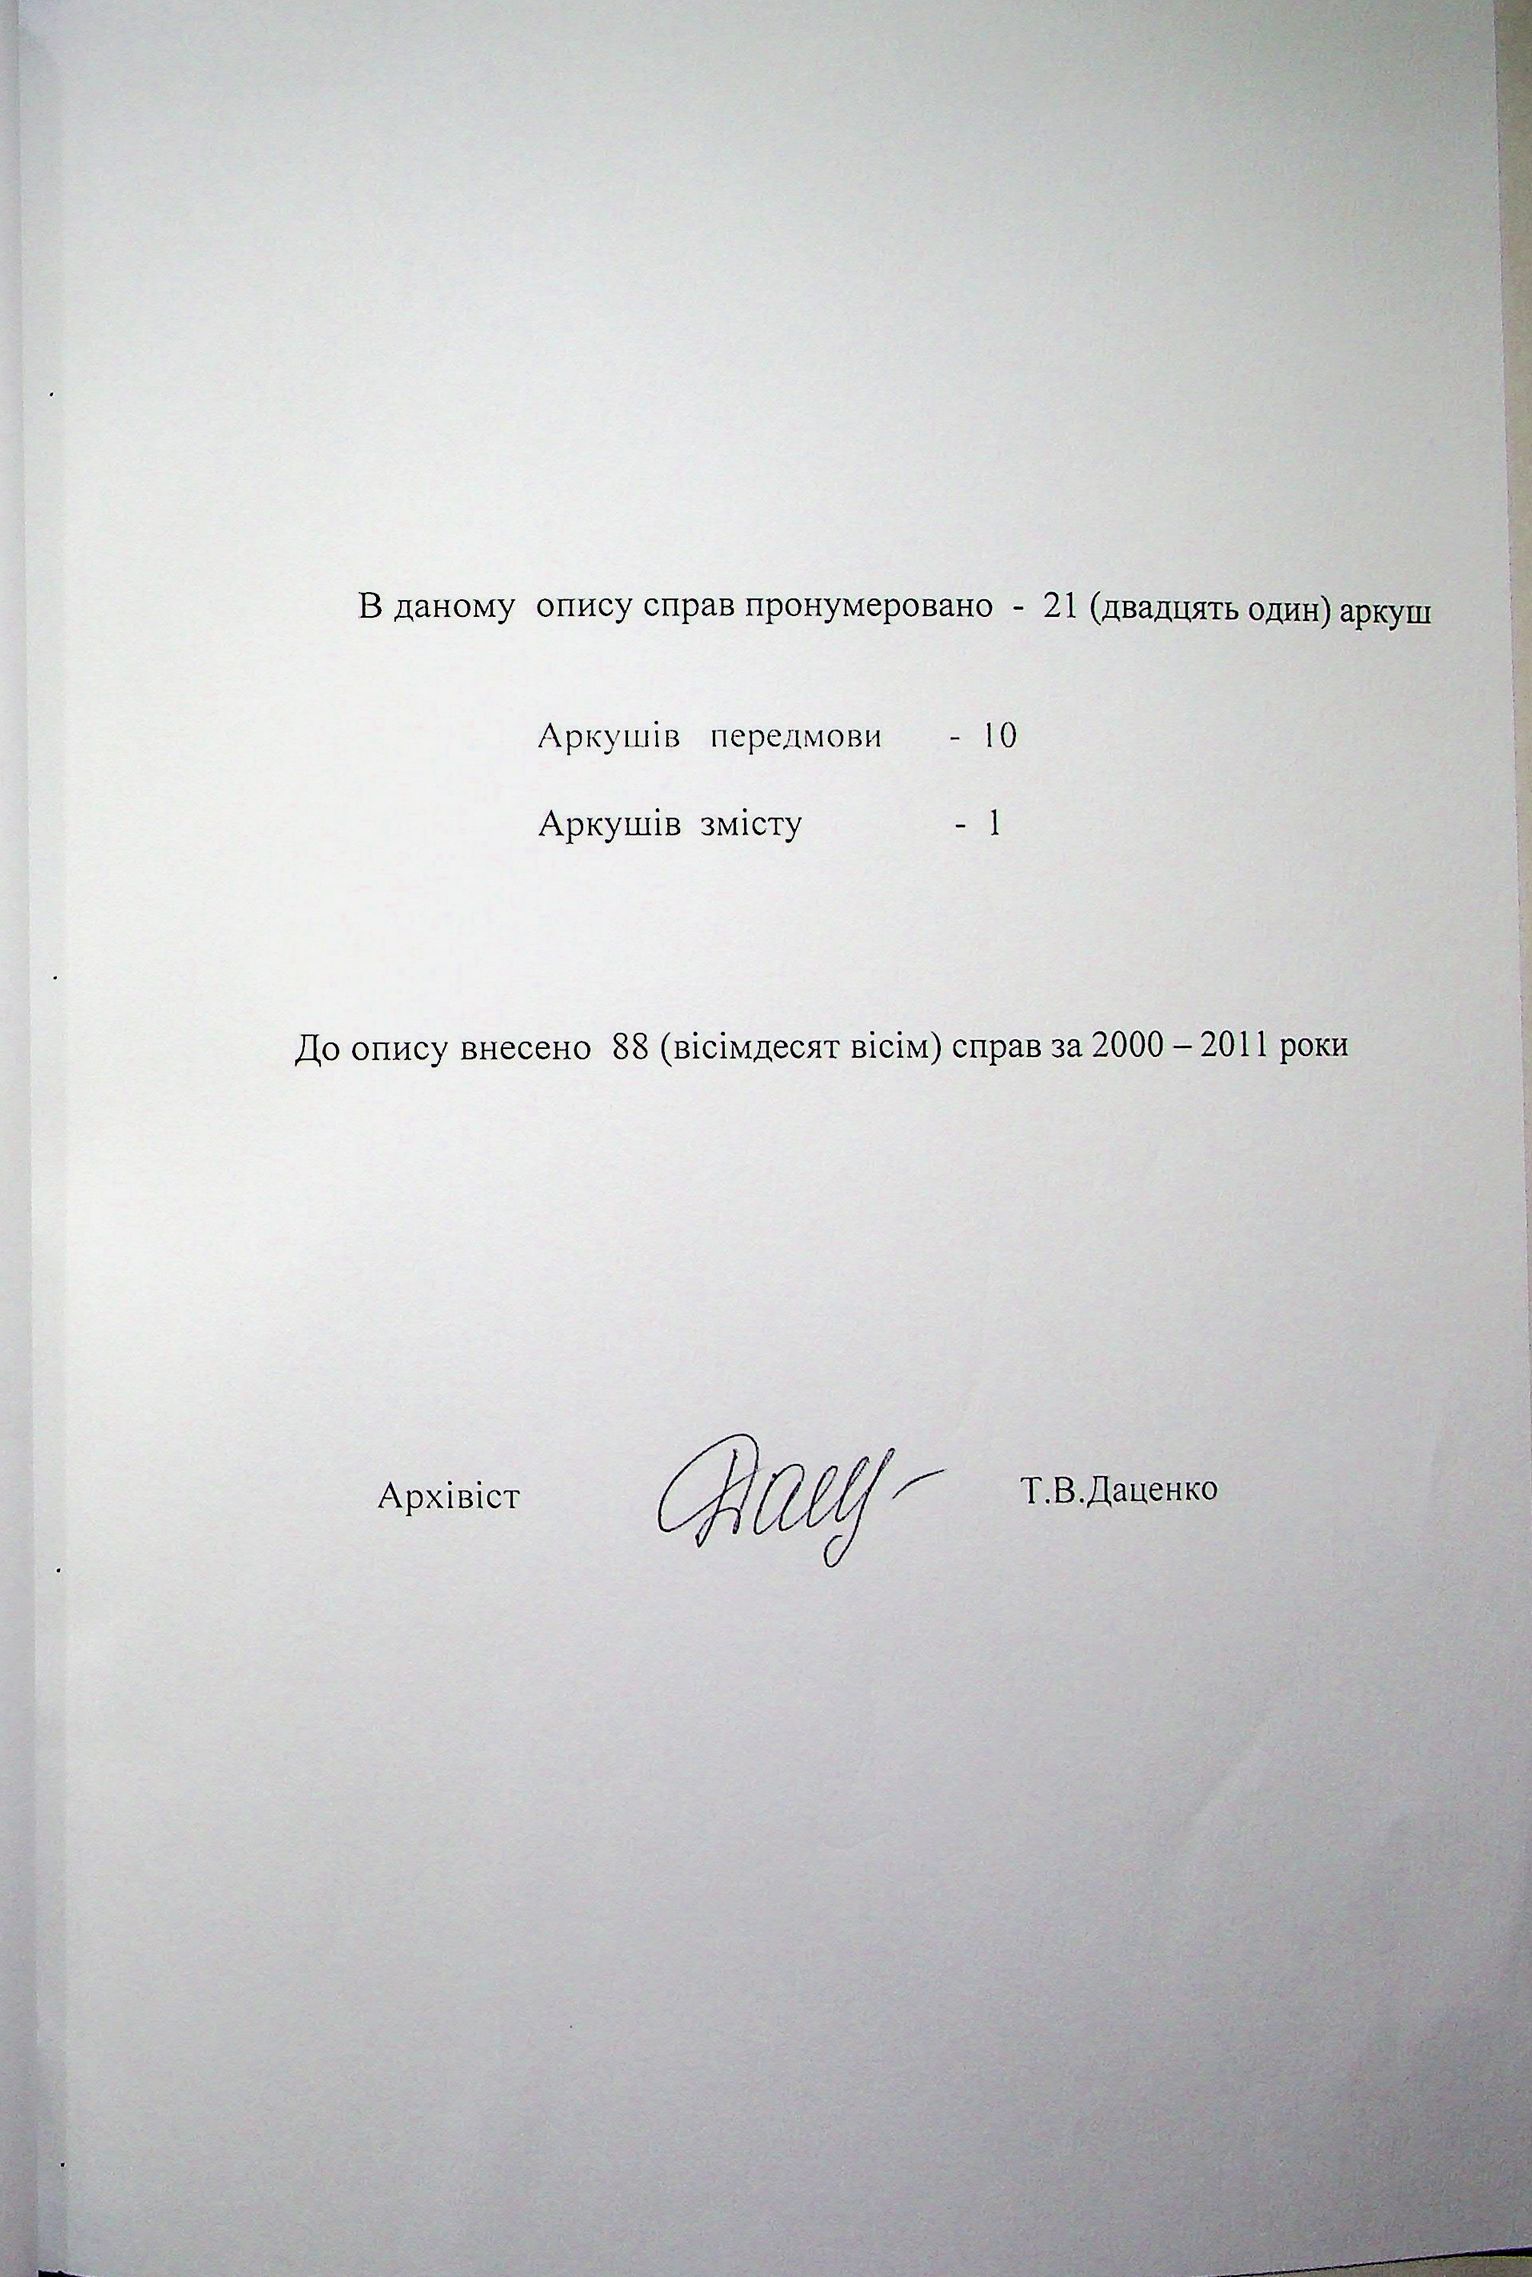 В даному опису справ пронумеровано - 21 (двадцять один) аркуш
Аркушів передмови - 10
Аркушів змісту - 1
До опису внесено 88 (вісімдесят вісім) справ за 2000 – 2011 роки
Архівіст Т.В.Даценко